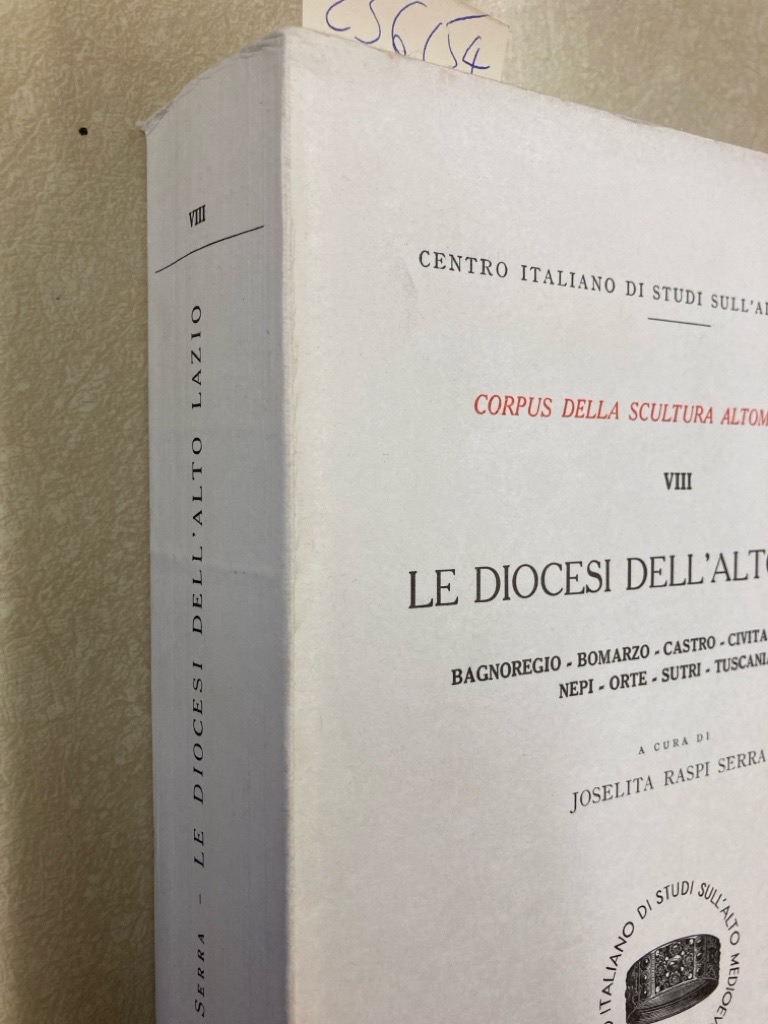 C56154
VIII
SERRA - LE DIOCESI DELL'ALTO LAZIO
CENTRO ITALIANO DI STUDI SULL'AL
CORPUS DELLA SCULTURA ALTOM
VIII
LE DIOCESI DELL'ALTO
BAGNOREGIO - BOMARZO - CASTRO - CIVITA
NEPI - ORTE - SUTRI - TUSCANIA
A CURA DI
JOSELITA RASPI SERRA
O ITALIANO DI STUDI SULL'ALTO MEDIOEV